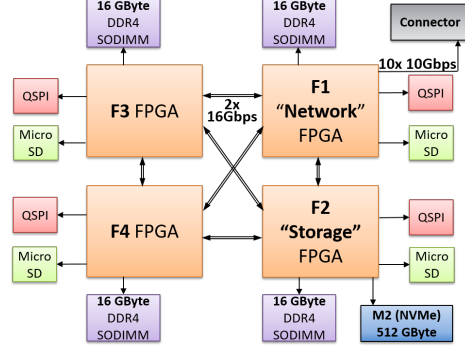 16 GByte
DDR4
SODIMM
16 GByte
DDR4
SODIMM
Connector
10x 10Gbps
QSPI
F3 FPGA
2x
16Gbps
F1
“Network”
FPGA
QSPI
Micro
SD
Micro
SD
QSPI
F4 FPGA
F2
“Storage”
FPGA
QSPI
Micro
SD
Micro
SD
16 GByte
DDR4
SODIMM
16 GByte
DDR4
SODIMM
M2 (NVMe)
512 GByte